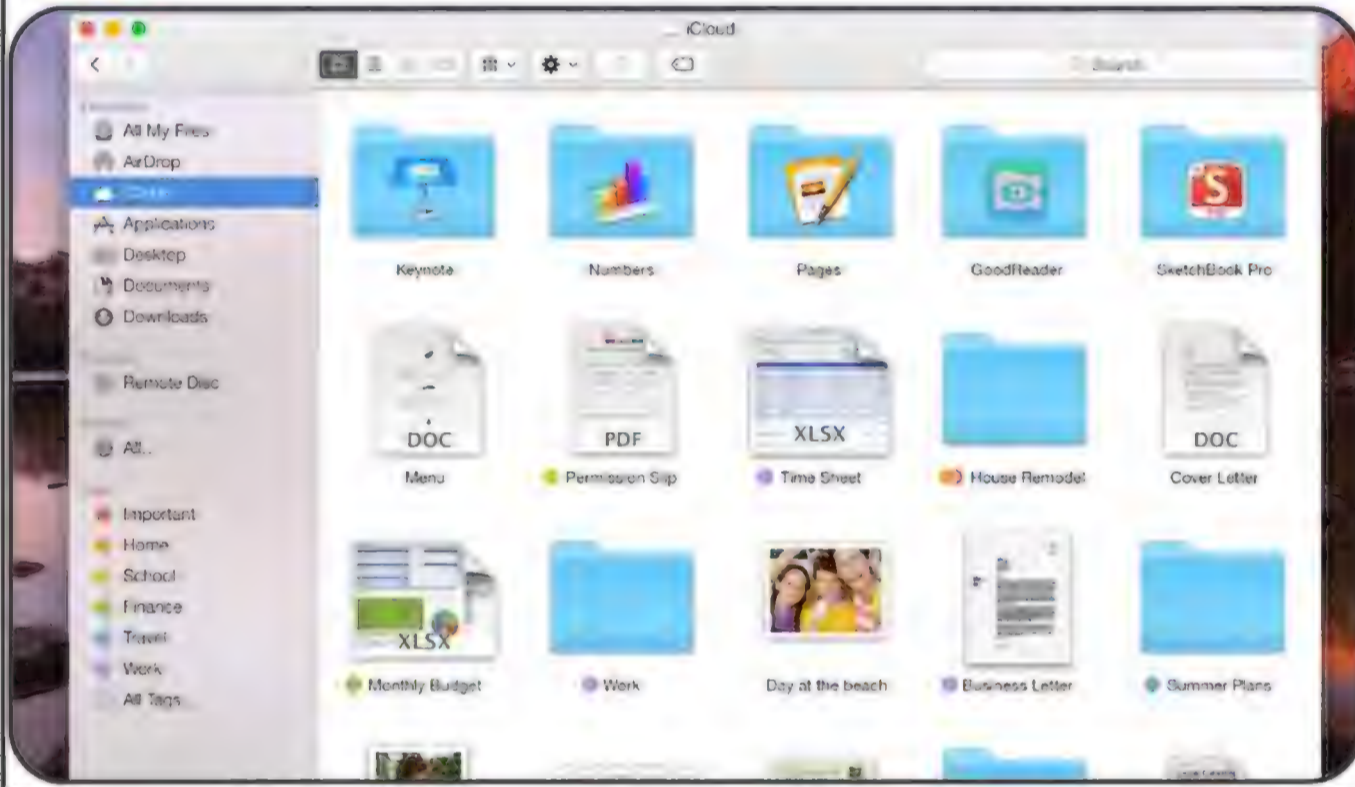 iCloud
Search
All My Files
AirDrop
Applications
Desktop
Documents
Downloads
Remote Disc
All...
Important
Home
School
Finance
Travel
Work
All Tags...
Keynote
Numbers
Pages
GoodReader
SketchBook Pro
DOC
PDF
XLSX
DOC
Menu
Permission Slip
Time Sheet
House Remodel
Cover Letter
XLSX
Monthly Budget
Work
Day at the beach
Business Letter
Summer Plans